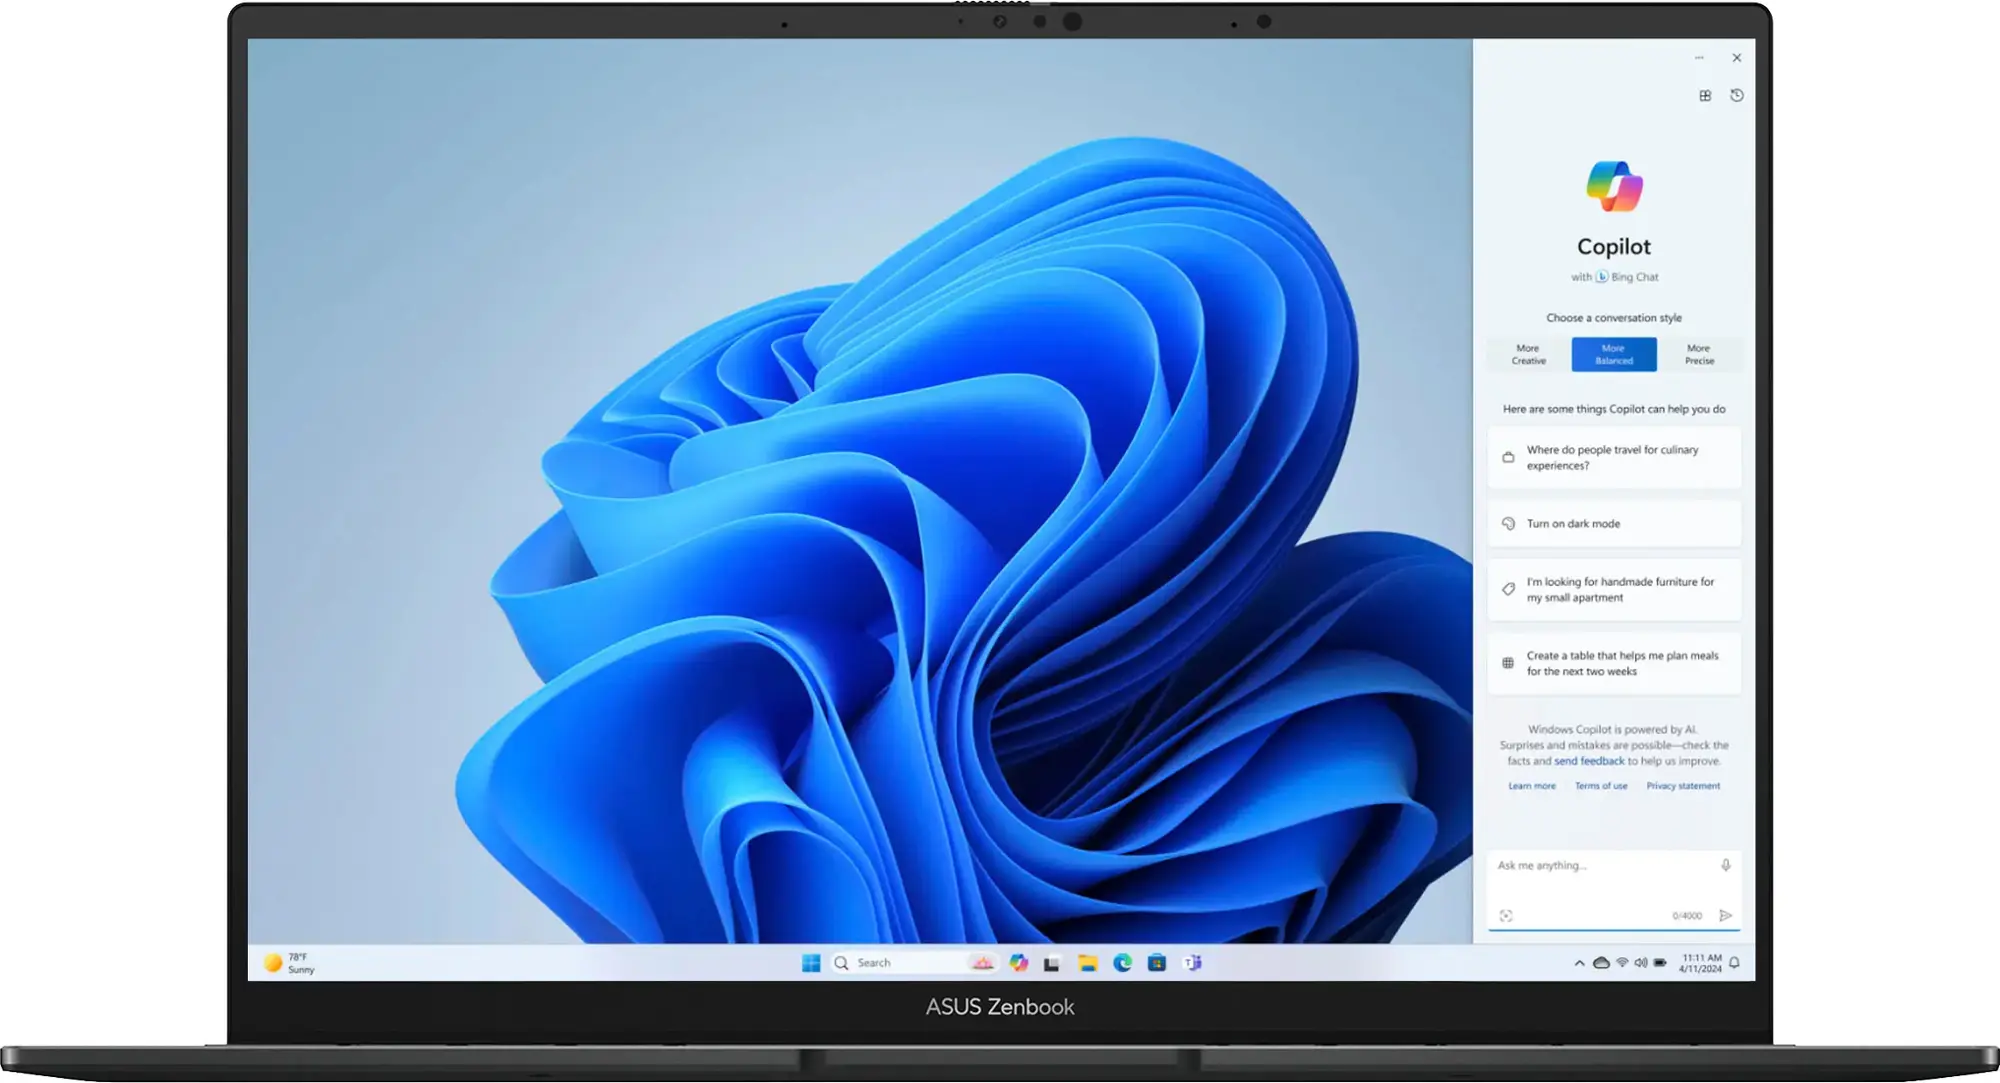 Copilot
with Bing Chat
Choose a conversation style
More
Creative
More
Balanced
More
Precise
Here are some things Copilot can help you do
Where do people travel for culinary
experiences?
Turn on dark mode
I'm looking for handmade furniture for
my small apartment
Create a table that helps me plan meals
for the next two weeks
Windows Copilot is powered by AI.
Surprises and mistakes are possible—check the
facts and send feedback to help us improve.
Learn more Terms of use Privacy statement
Ask me anything...
0/4000
78°F
Sunny
Search
11:11 AM
4/11/2024
ASUS Zenbook